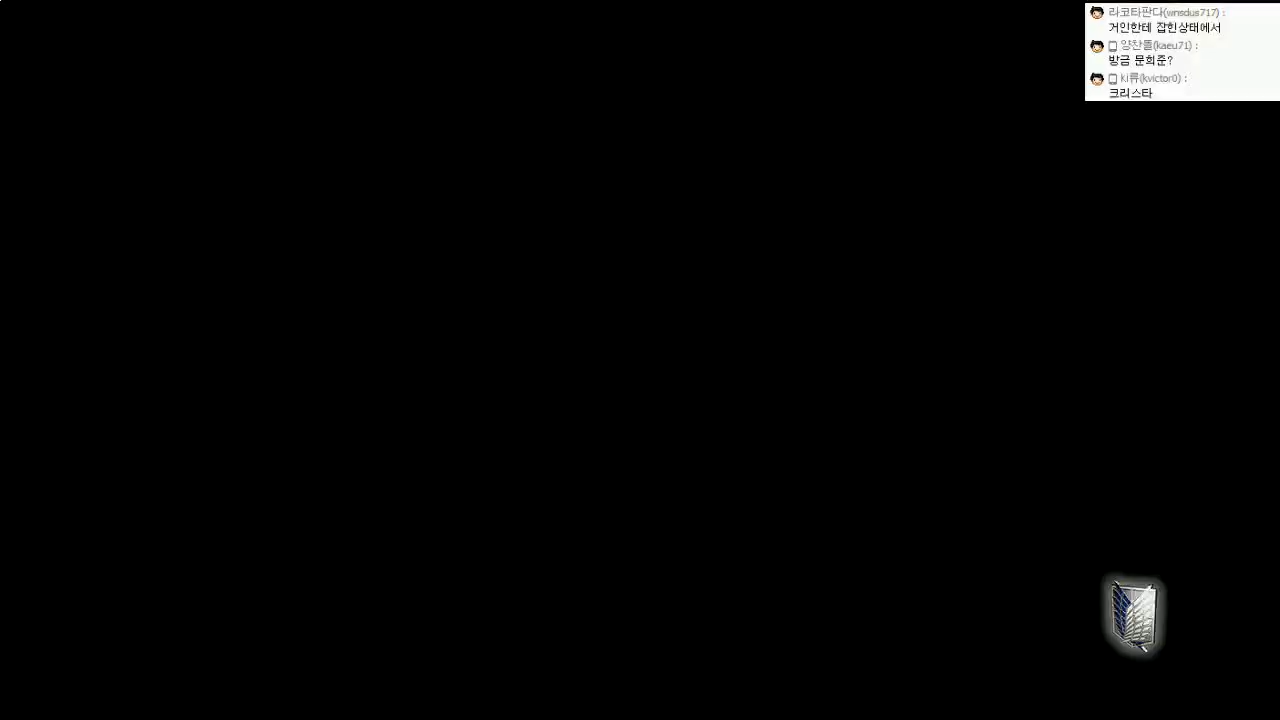 라코타판다(wnsdus717) :
거인한테 잡힌상태에서
양찬돌(kaeu71) :
방금 문희준?
Ki류(kvictor0) :
크리스타